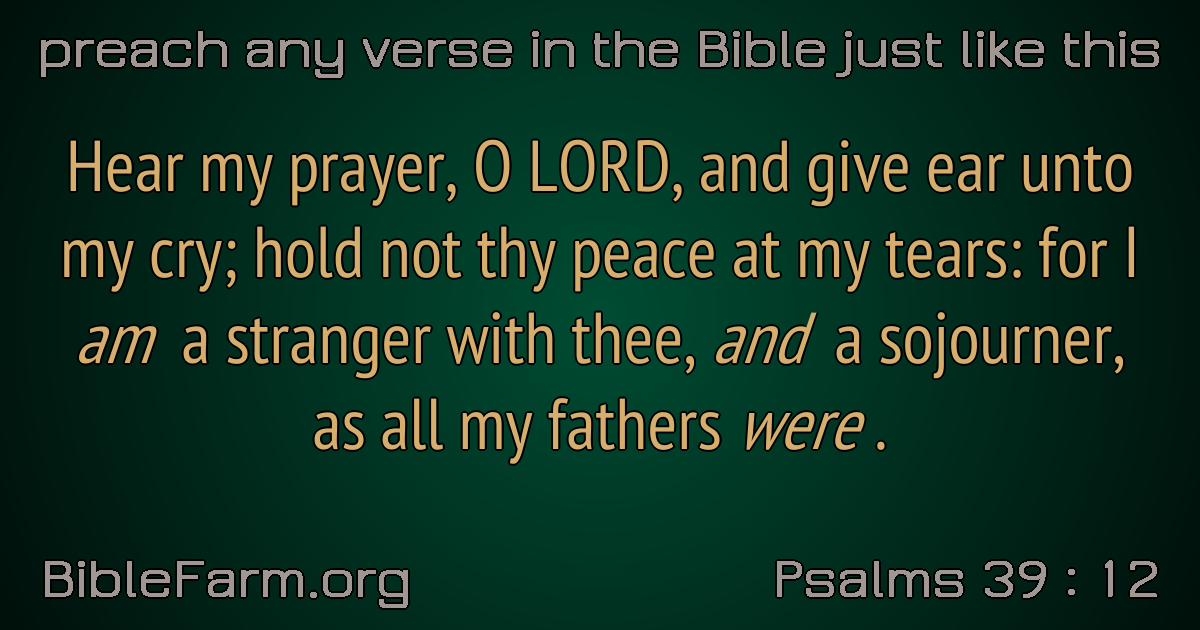 preach any verse in the Bible just like this
Hear my prayer, O LORD, and give ear unto
my cry; hold not thy peace at my tears: for I
am a stranger with thee, and a sojourner,
as all my fathers were .
BibleFarm.org
Psalms 39 : 12